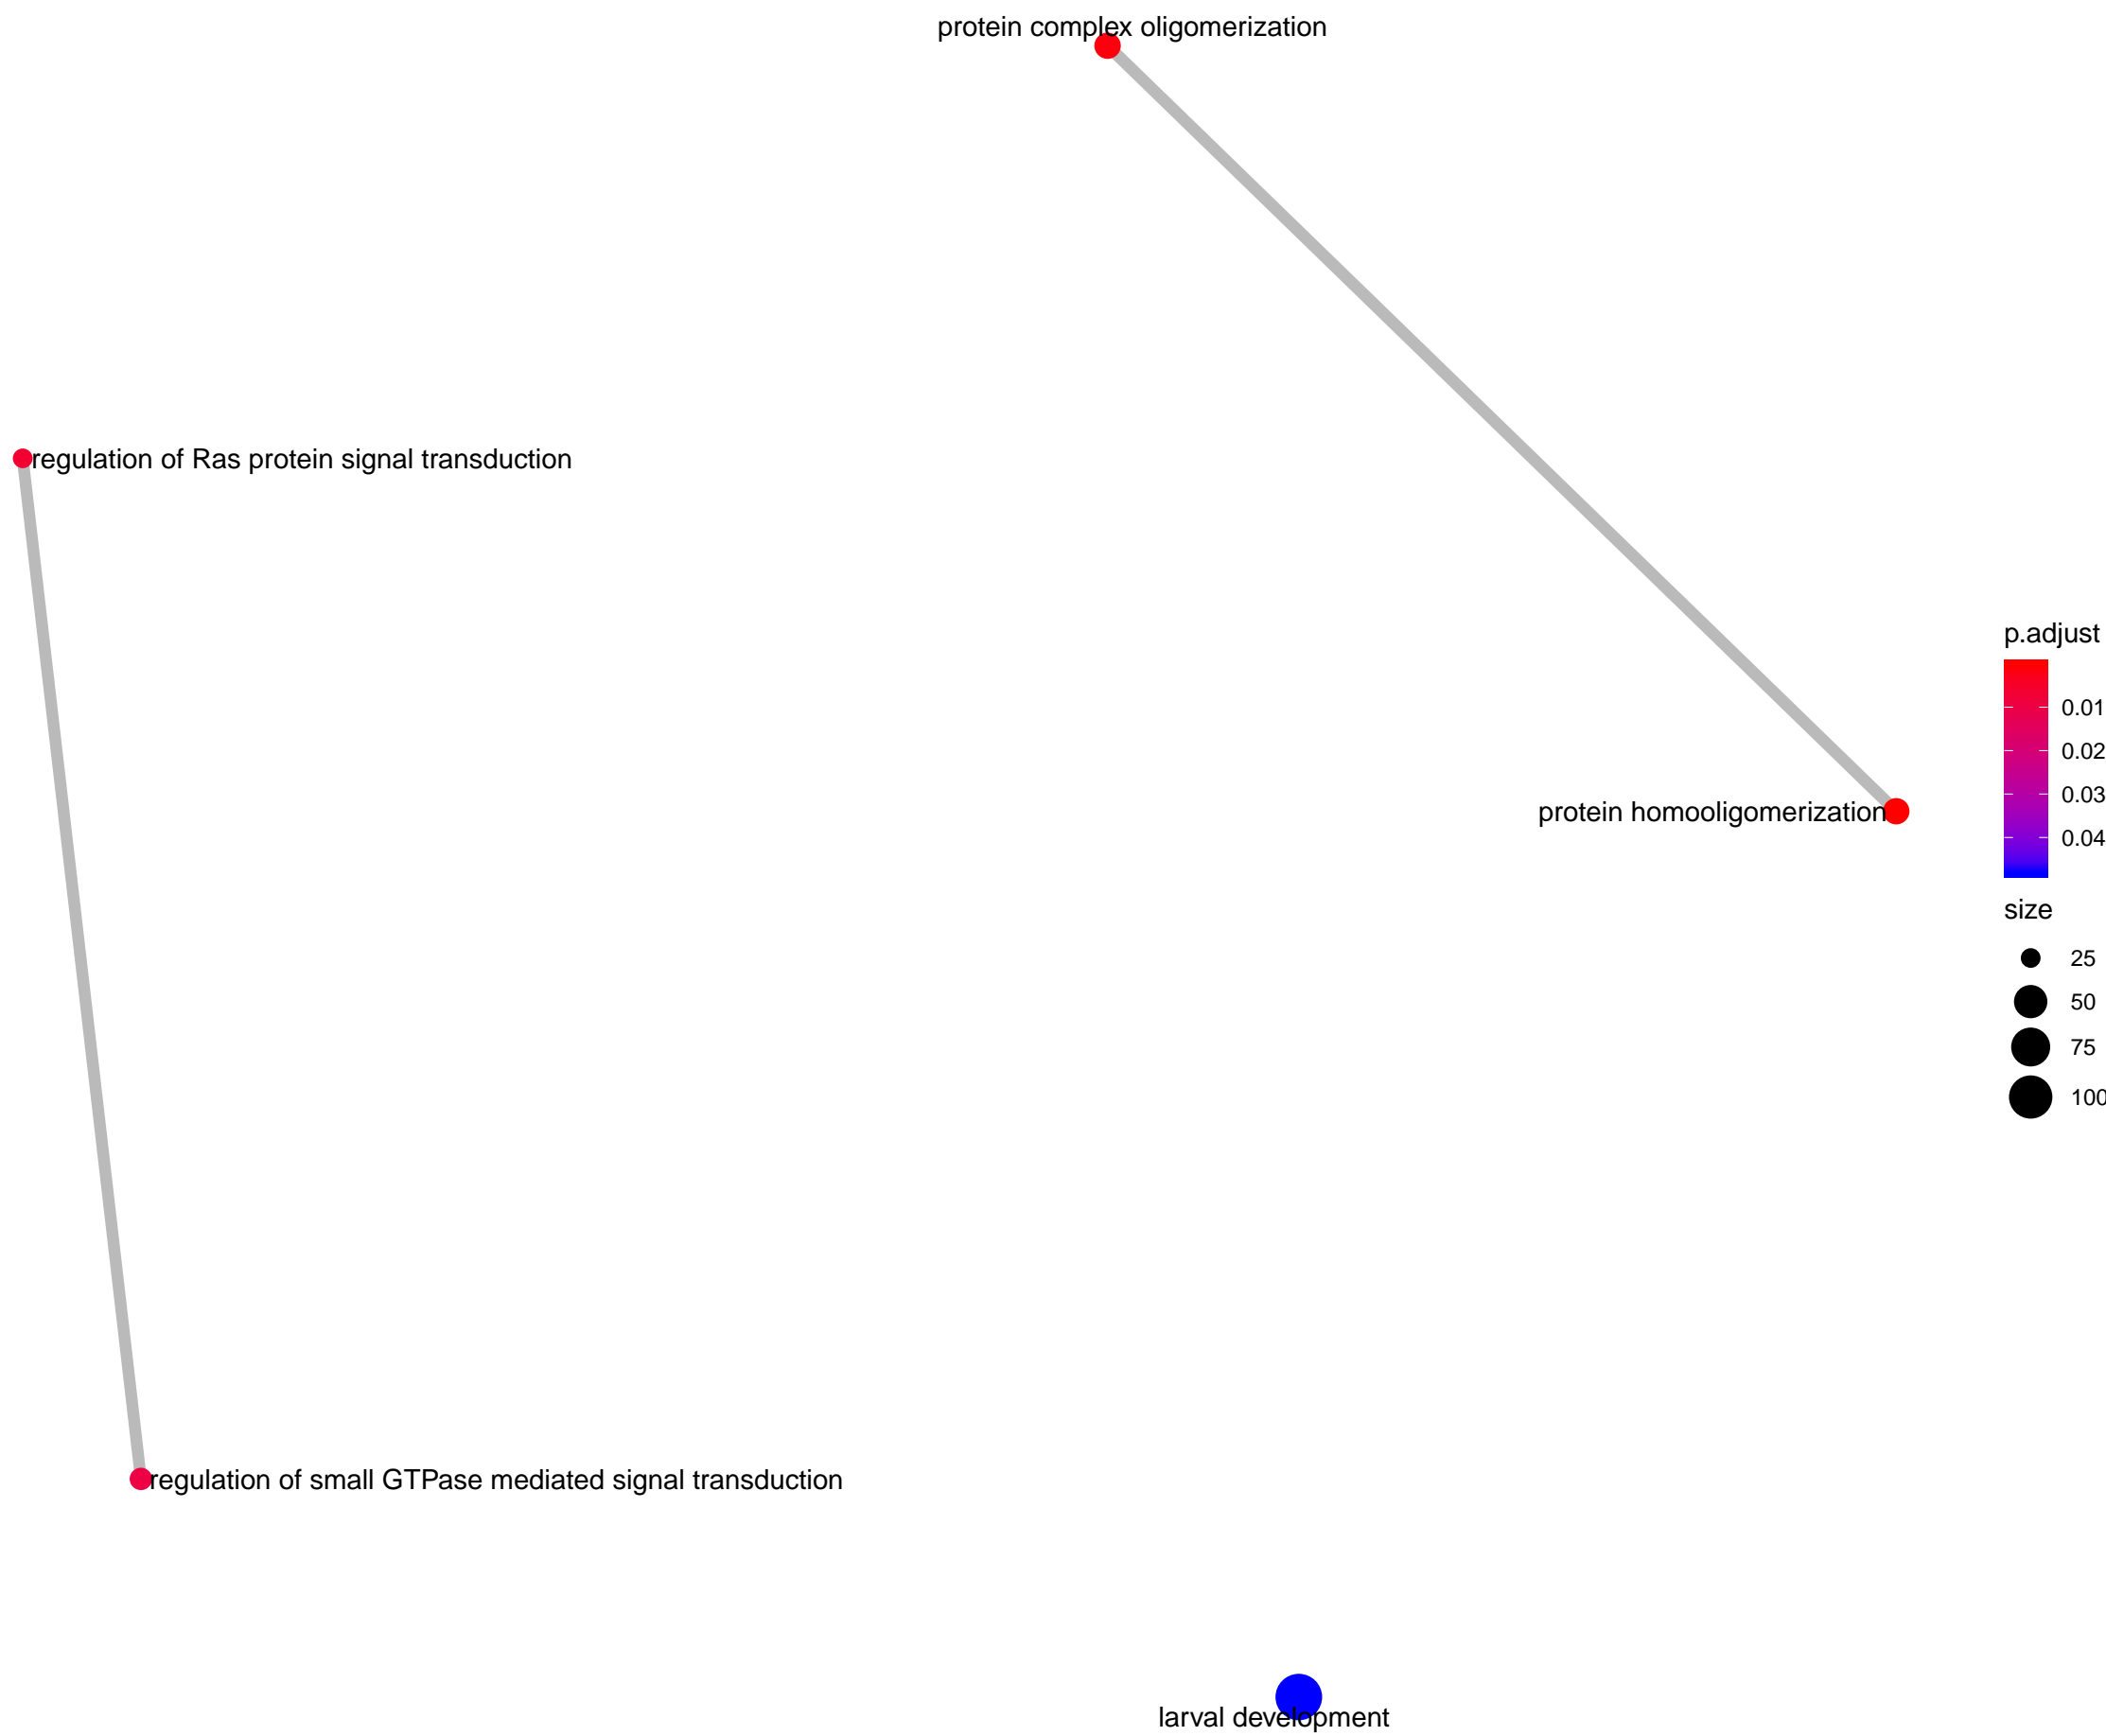 protein complex oligomerization
regulation of Ras protein signal transduction
protein homooligomerization
regulation of small GTPase mediated signal transduction
larval development
p.adjust
0.01
0.02
0.03
0.04
size
25
50
75
100